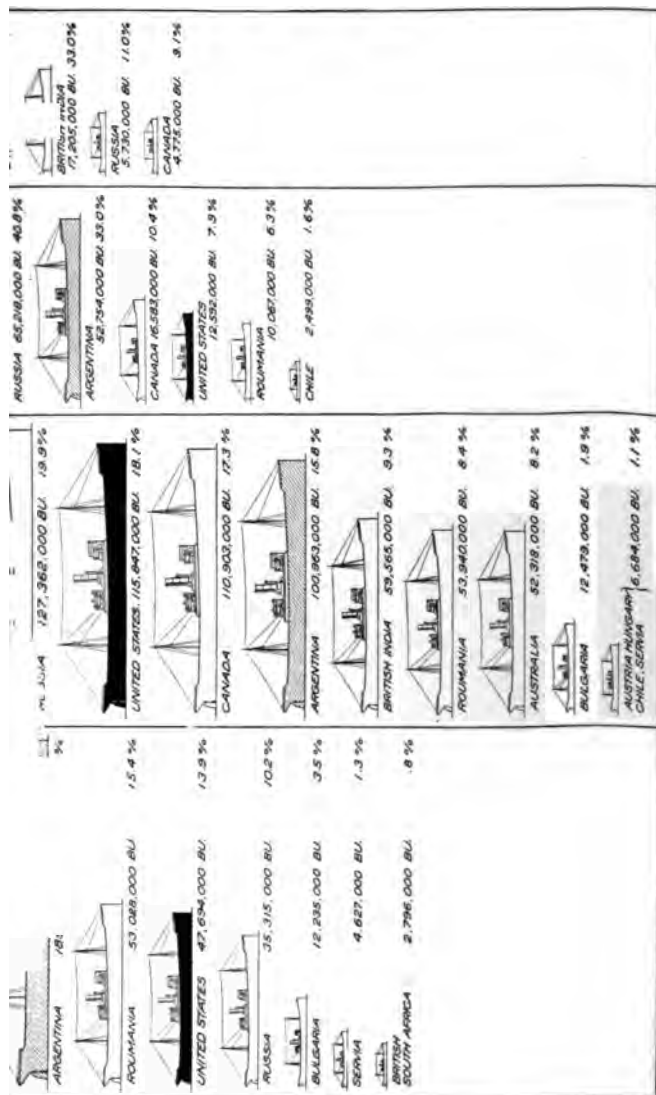 ARGENTINA %
ROUMANIA 53,028,000 BU. 15.4%
UNITED STATES 47,694,000 BU. 13.9%
RUSSIA 35,315,000 BU. 10.2%
BULGARIA 12,235,000 BU. 3.5%
SERVIA 4,627,000 BU. 1.3%
BRITISH
SOUTH AFRICA 2,796,000 BU. .8%
127,362,000 BU. 19.9%
UNITED STATES 115,847,000 BU. 18.1%
CANADA 110,903,000 BU. 17.3%
ARGENTINA 100,963,000 BU. 15.8%
BRITISH INDIA 59,565,000 BU. 9.3%
ROUMANIA 53,940,000 BU. 8.4%
AUSTRALIA 52,318,000 BU. 8.2%
BULGARIA 12,479,000 BU. 1.9%
AUSTRIA HUNGARY
CHILE, SERVIA } 6,684,000 BU. 1.1%
RUSSIA 65,218,000 BU. 40.8%
ARGENTINA
52,754,000 BU. 33.0%
CANADA 16,583,000 BU. 10.4%
UNITED STATES
12,592,000 BU. 7.9%
ROUMANIA
10,067,000 BU. 6.3%
CHILE 2,499,000 BU. 1.6%
BRITISH INDIA
17,205,000 BU. 33.0%
RUSSIA
5,730,000 BU. 11.0%
CANADA
4,775,000 BU. 9.1%